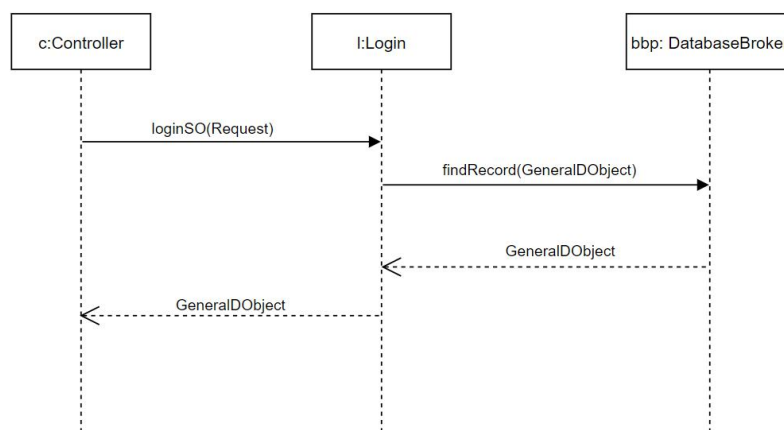 c:Controller
l:Login
bbp: DatabaseBroke
loginSO(Request)
findRecord(GeneralDObject)
GeneralDObject
GeneralDObject